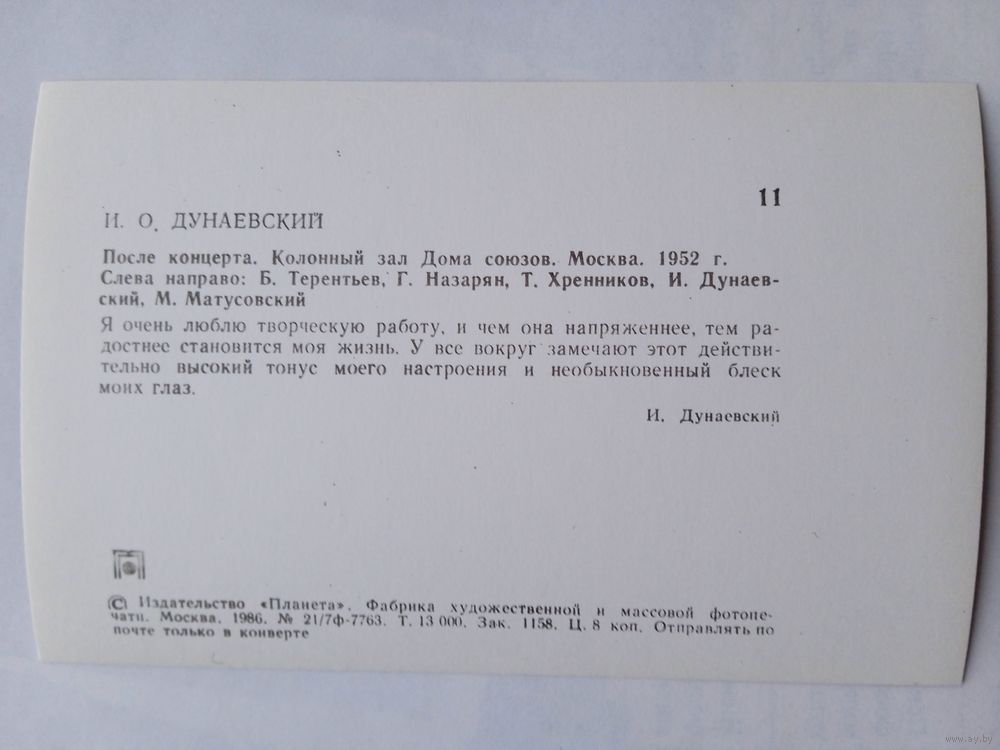 11
И. О. ДУНАЕВСКИЙ
После концерта. Колонный зал Дома союзов. Москва. 1952 г.
Слева направо: Б. Терентьев, Г. Назарян, Т. Хренников, И. Дунаев-
ский, М. Матусовский
Я очень люблю творческую работу, и чем она напряженнее, тем ра-
достнее становится моя жизнь. У все вокруг замечают этот действи-
тельно высокий тонус моего настроения и необыкновенный блеск
моих глаз.
И. Дунаевский
© Издательство «Планета». Фабрика художественной и массовой фотопе-
чати. Москва. 1986. № 21/7ф-7763. Т. 13 000. Зак. 1158. Ц. 8 коп. Отправлять по
почте только в конверте
www.ay.by